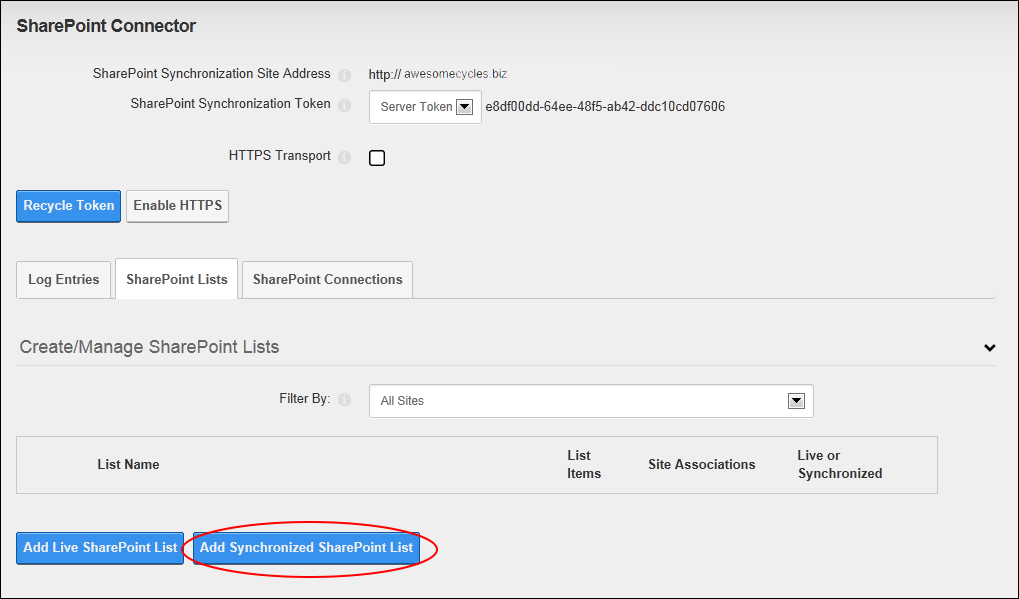 SharePoint Connector
SharePoint Synchronization Site Address http:// awesomecycles.biz
SharePoint Synchronization Token Server Token e8df00dd-64ee-48f5-ab42-ddc10cd07606
HTTPS Transport
Recycle Token Enable HTTPS
Log Entries SharePoint Lists SharePoint Connections
Create/Manage SharePoint Lists
Filter By: All Sites
List Name List Items Site Associations Live or Synchronized
Add Live SharePoint List Add Synchronized SharePoint List